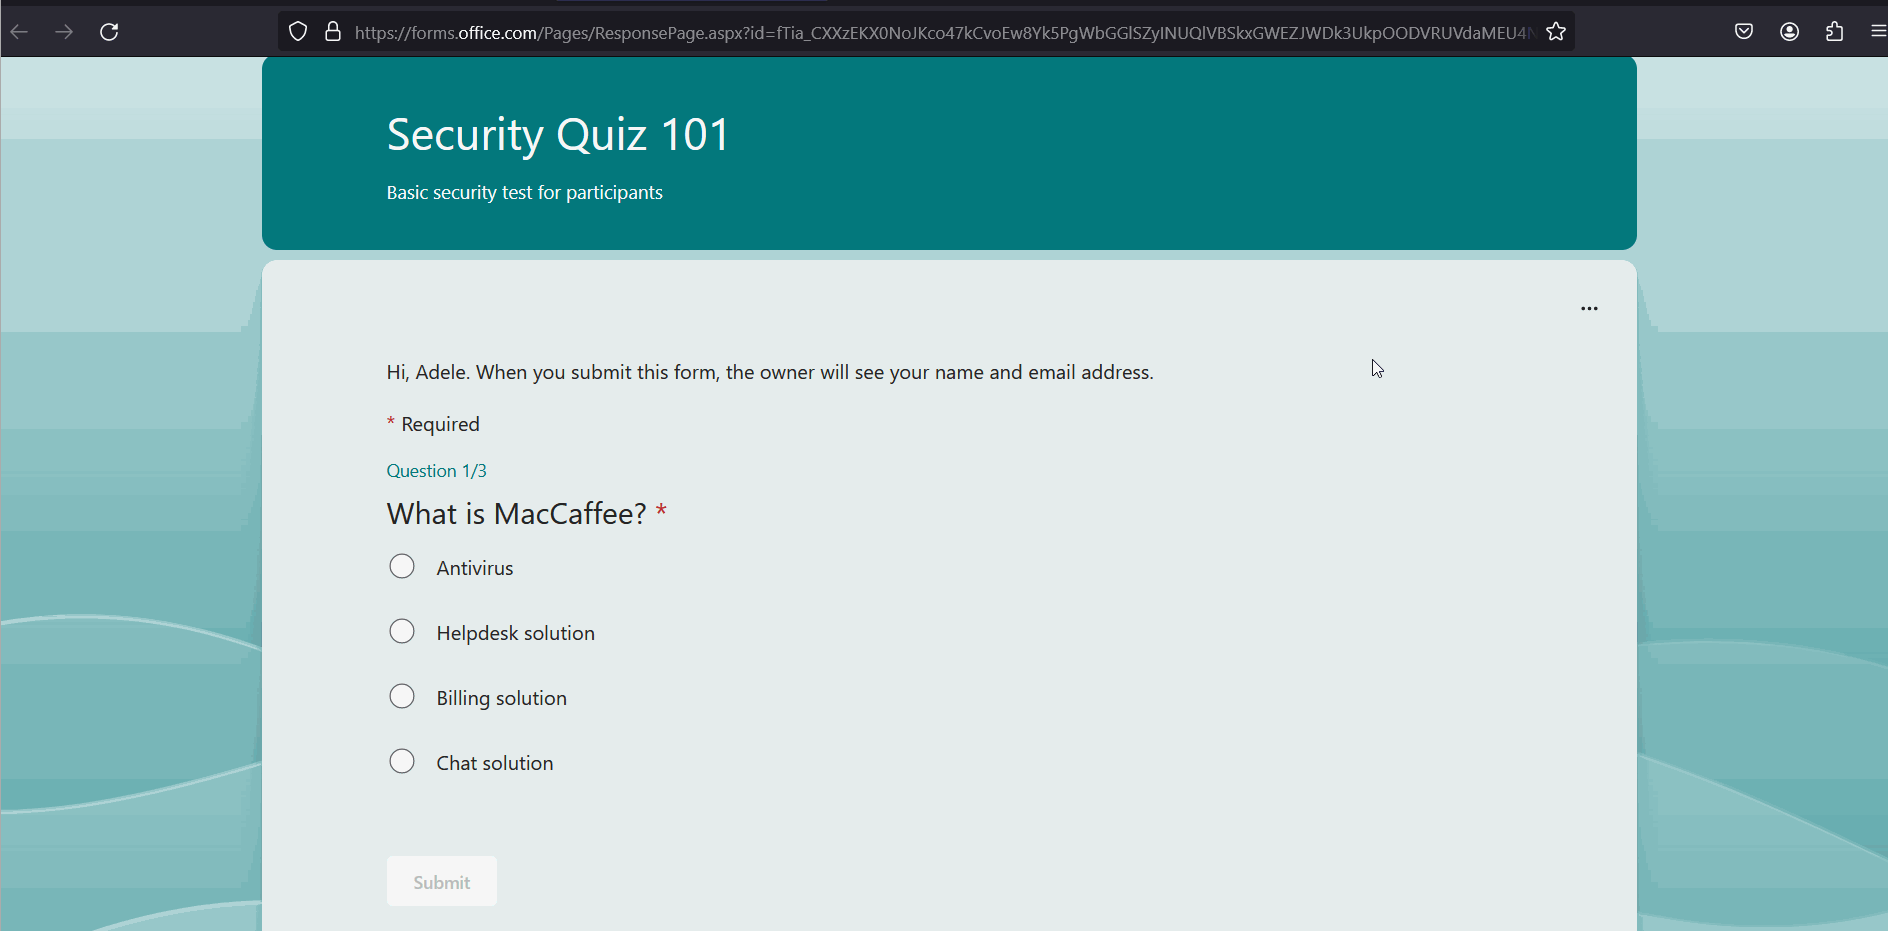 https://forms.office.com/Pages/ResponsePage.aspx?id=fTia_CXXzEKX0NoJKco47kCvoEw8Yk5PgWbGGlSZyINUQlVBSkxGWEZJWDk3UkpOODVRUVdaMEU4N
Security Quiz 101
Basic security test for participants
...
Hi, Adele. When you submit this form, the owner will see your name and email address.
* Required
Question 1/3
What is MacCaffee? *
Antivirus
Helpdesk solution
Billing solution
Chat solution
Submit